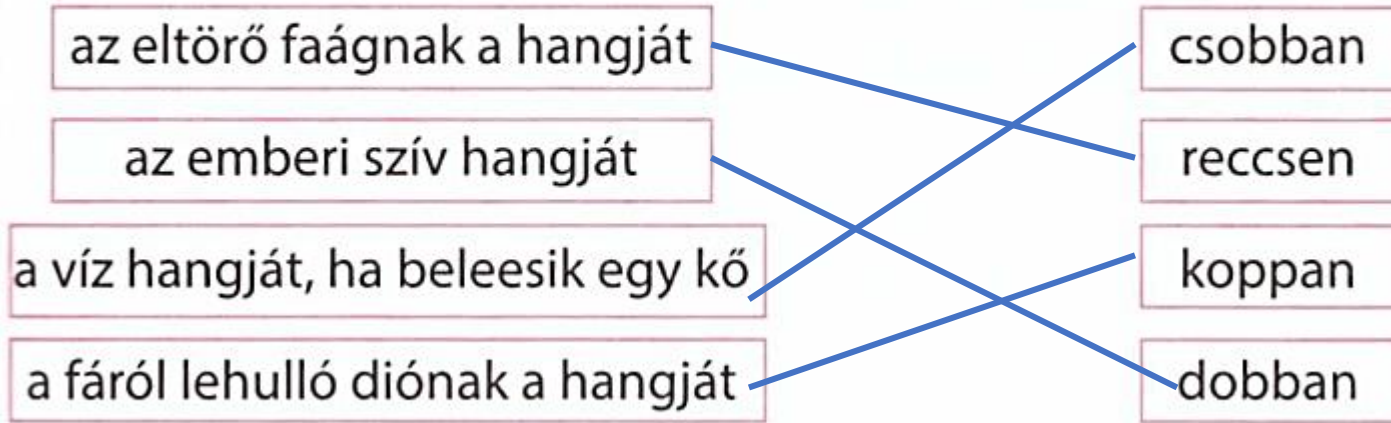 az eltörő faágnak a hangját
csobban
az emberi szív hangját
reccsen
a víz hangját, ha beleesik egy kő
koppan
a fáról lehulló diónak a hangját
dobban